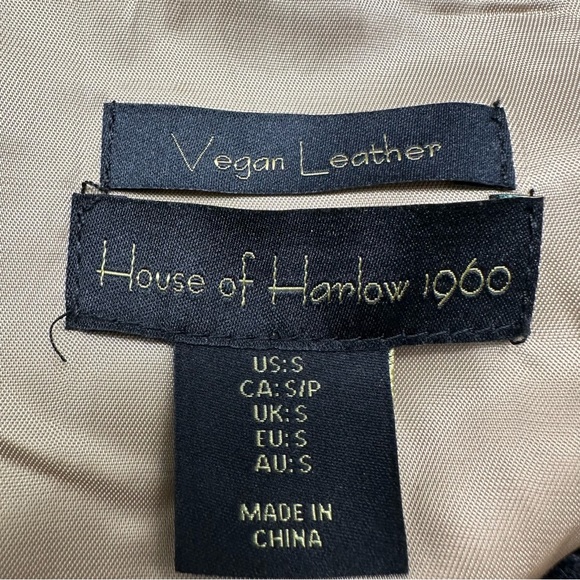 Vegan Leather
House of Harlow 1960
US: S
CA: S/P
UK: S
EU: S
AU: S
MADE IN
CHINA